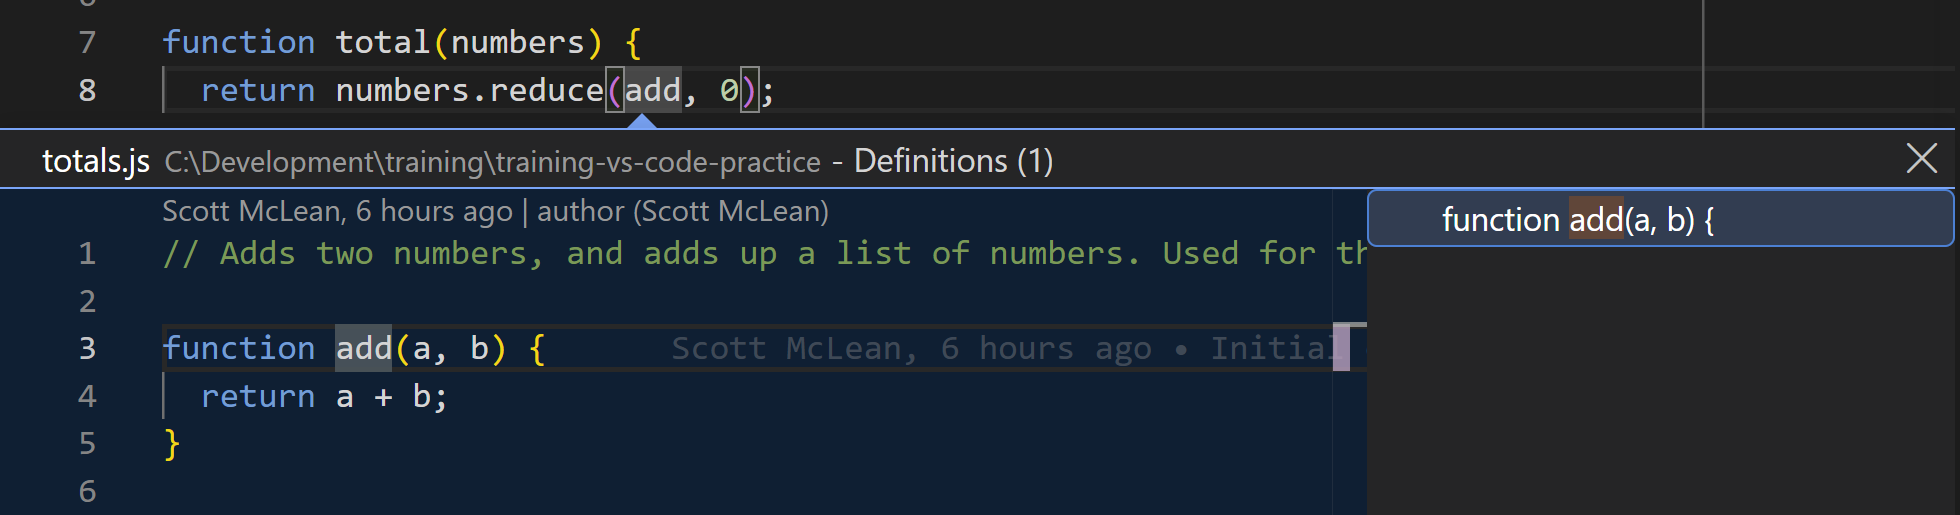 7 function total(numbers) {
8 return numbers.reduce(add, 0);
totals.js C:\Development\training\training-vs-code-practice - Definitions (1)
Scott McLean, 6 hours ago | author (Scott McLean)
1 // Adds two numbers, and adds up a list of numbers. Used for
2
3 function add(a, b) { Scott McLean, 6 hours ago • Initial
4 return a + b;
5 }
6
function add(a, b) {